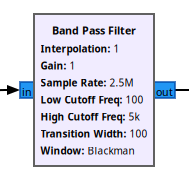 Band Pass Filter
Interpolation: 1
Gain: 1
Sample Rate: 2.5M
in
Low Cutoff Freq: 100
out
High Cutoff Freq: 5k
Transition Width: 100
Window: Blackman